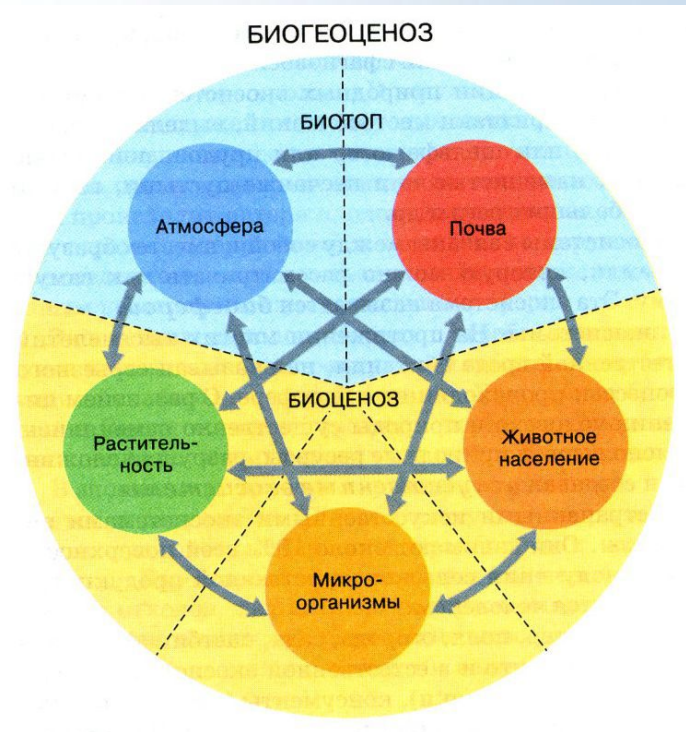 БИОГЕОЦЕНОЗ
БИОТОП
Атмосфера
Почва
БИОЦЕНОЗ
Раститель-
ность
Животное
население
Микро-
организмы